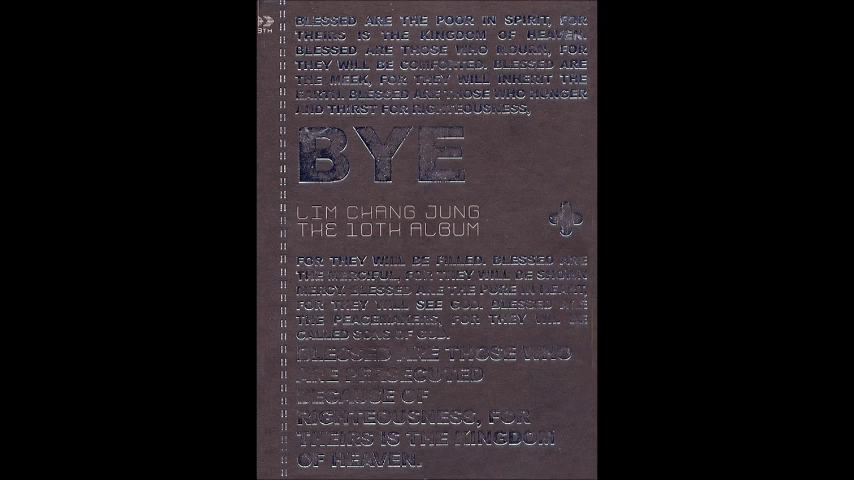 BLESSED ARE THE POOR IN SPIRIT, FOR
THEIRS IS THE KINGDOM OF HEAVEN.
BLESSED ARE THOSE WHO MOURN, FOR
THEY WILL BE COMFORTED. BLESSED ARE
THE MEEK, FOR THEY WILL INHERIT THE
EARTH. BLESSED ARE THOSE WHO HUNGER
AND THIRST FOR RIGHTEOUSNESS,
BYE
LIM CHANG JUNG
THE 10TH ALBUM
FOR THEY WILL BE FILLED. BLESSED ARE
THE MERCIFUL, FOR THEY WILL BE SHOWN
MERCY. BLESSED ARE THE PURE IN HEART,
FOR THEY WILL SEE GOD. BLESSED ARE
THE PEACEMAKERS, FOR THEY WILL BE
CALLED SONS OF GOD.
BLESSED ARE THOSE WHO
ARE PERSECUTED
BECAUSE OF
RIGHTEOUSNESS, FOR
THEIRS IS THE KINGDOM
OF HEAVEN.